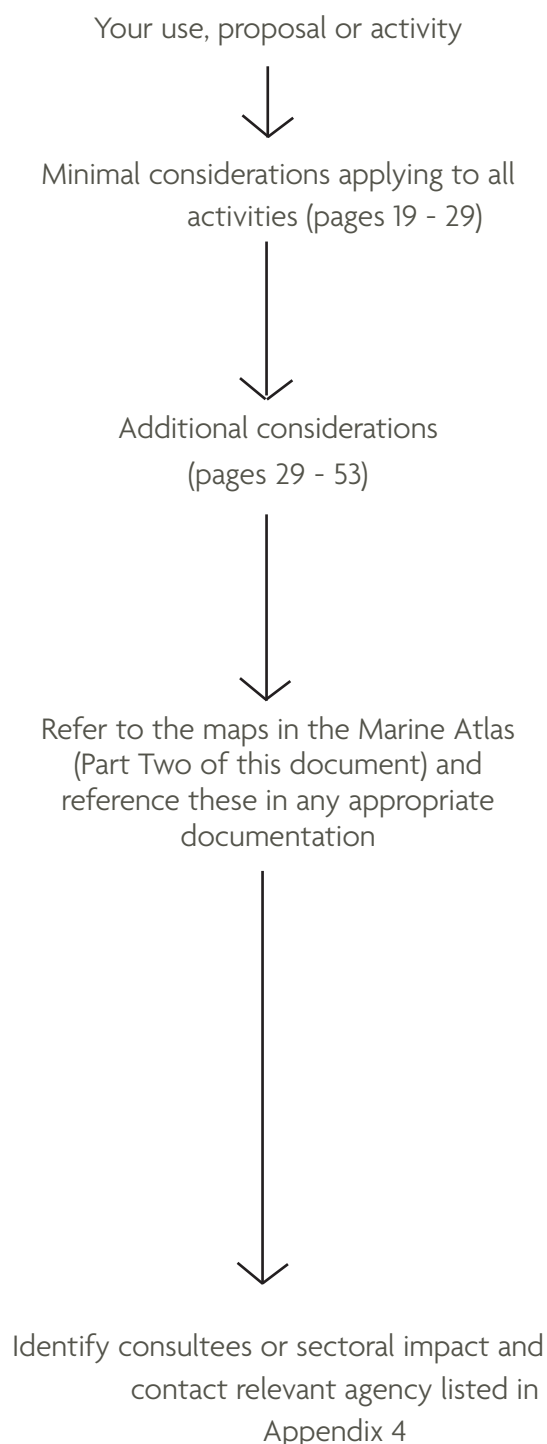 Your use, proposal or activity
Minimal considerations applying to all
activities (pages 19 - 29)
Additional considerations
(pages 29 - 53)
Refer to the maps in the Marine Atlas
(Part Two of this document) and
reference these in any appropriate
documentation
Identify consultees or sectoral impact and
contact relevant agency listed in
Appendix 4